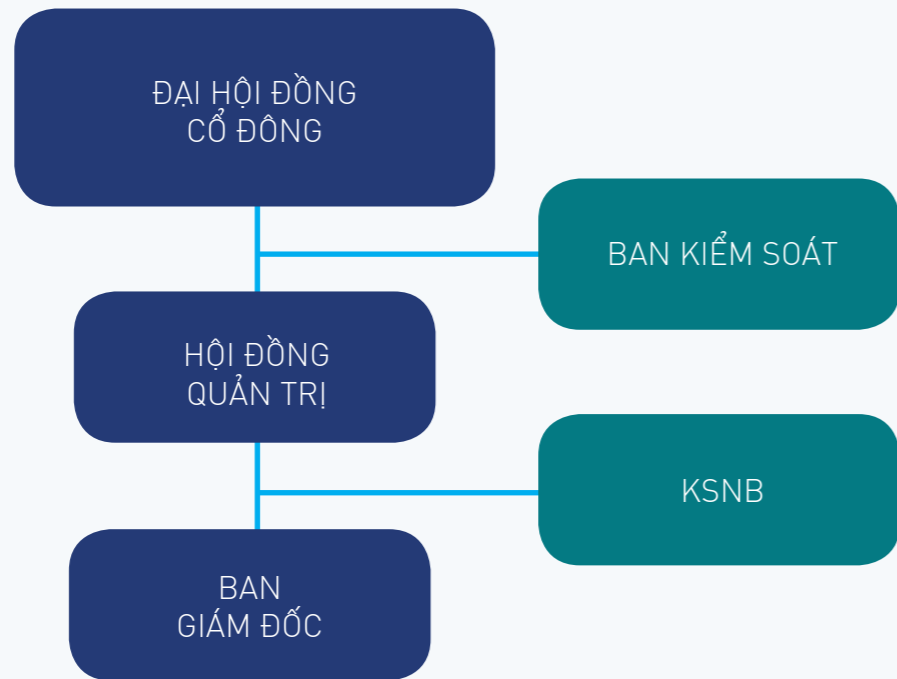 ĐẠI HỘI ĐỒNG
CỔ ĐÔNG
BAN KIỂM SOÁT
HỘI ĐỒNG
QUẢN TRỊ
KSNB
BAN
GIÁM ĐỐC